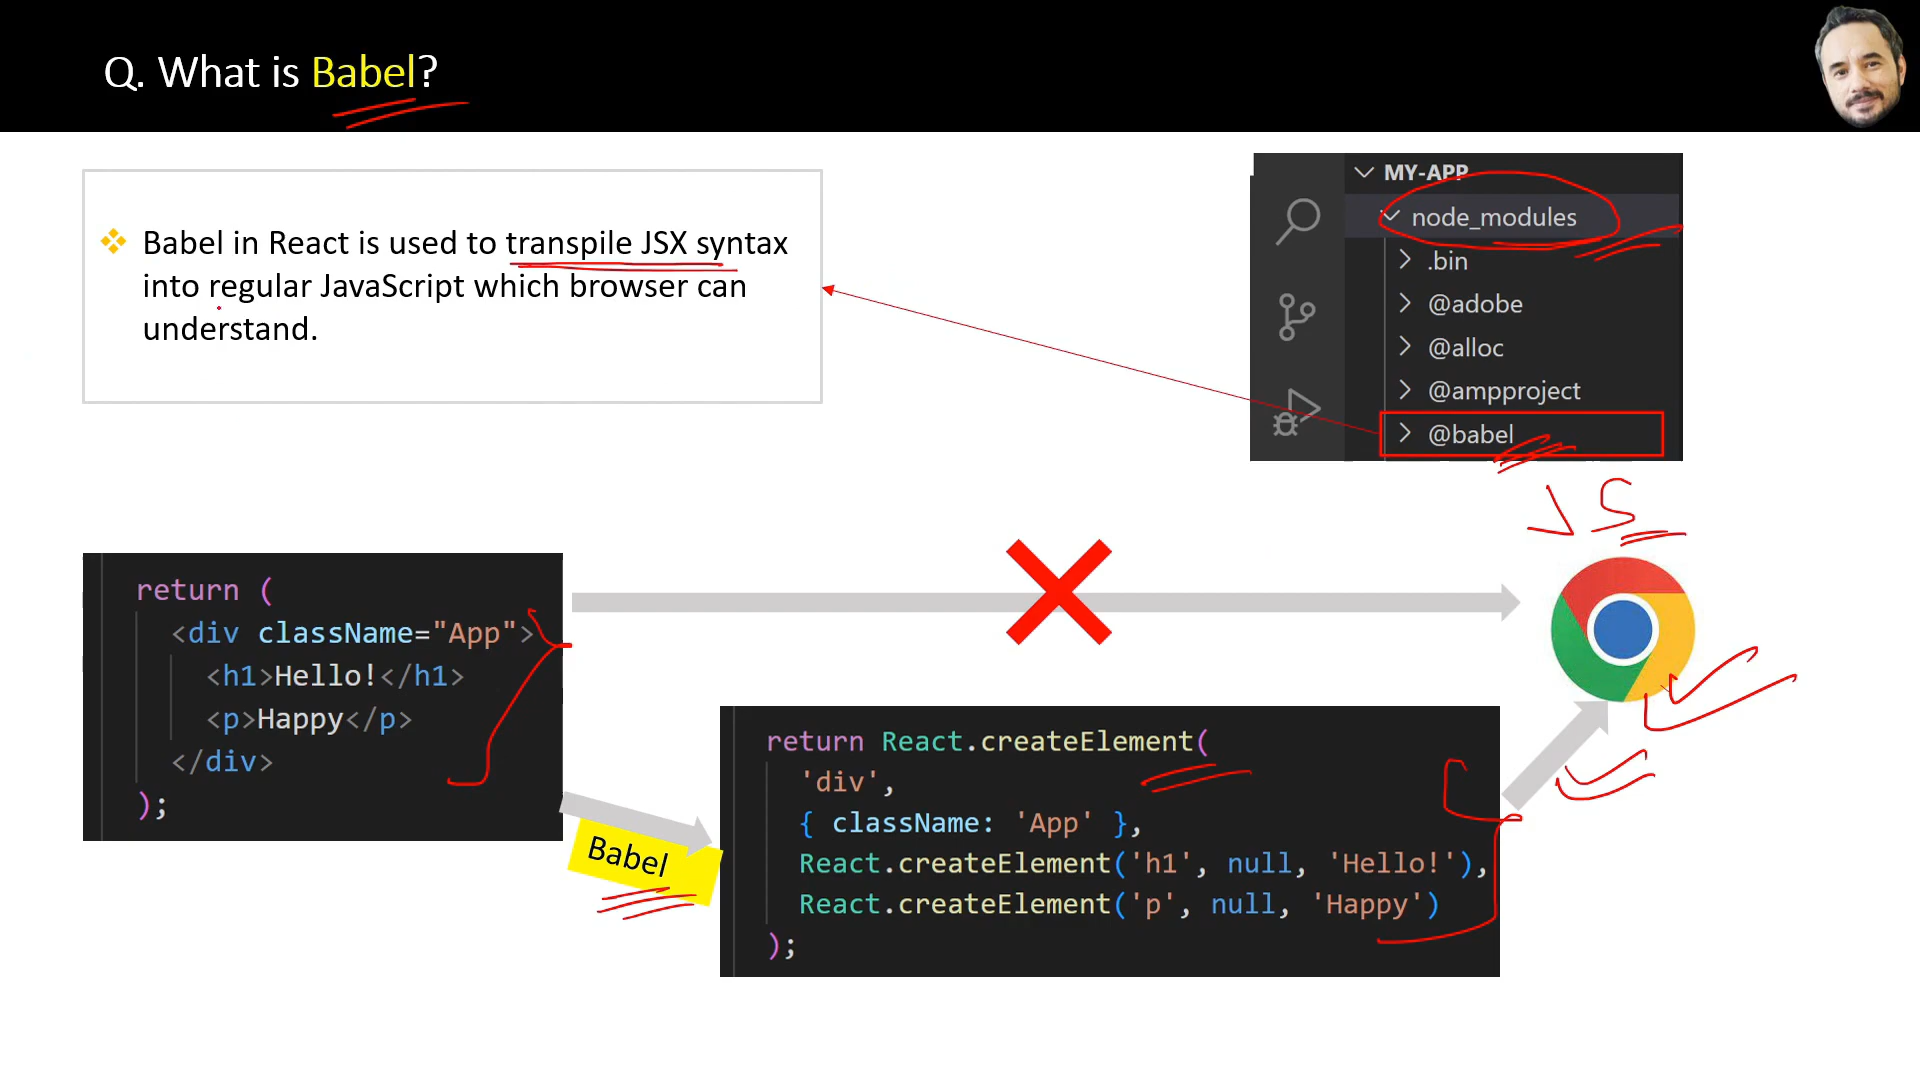 Q. What is Babel?
Babel in React is used to transpile JSX syntax
into regular JavaScript which browser can
understand.
MY-APP
node_modules
.bin
@adobe
@alloc
@ampproject
@babel
JS
return (
<div className="App">
<h1>Hello!</h1>
<p>Happy</p>
</div>
);
Babel
return React.createElement(
'div',
{ className: 'App' },
React.createElement('h1', null, 'Hello!'),
React.createElement('p', null, 'Happy')
);